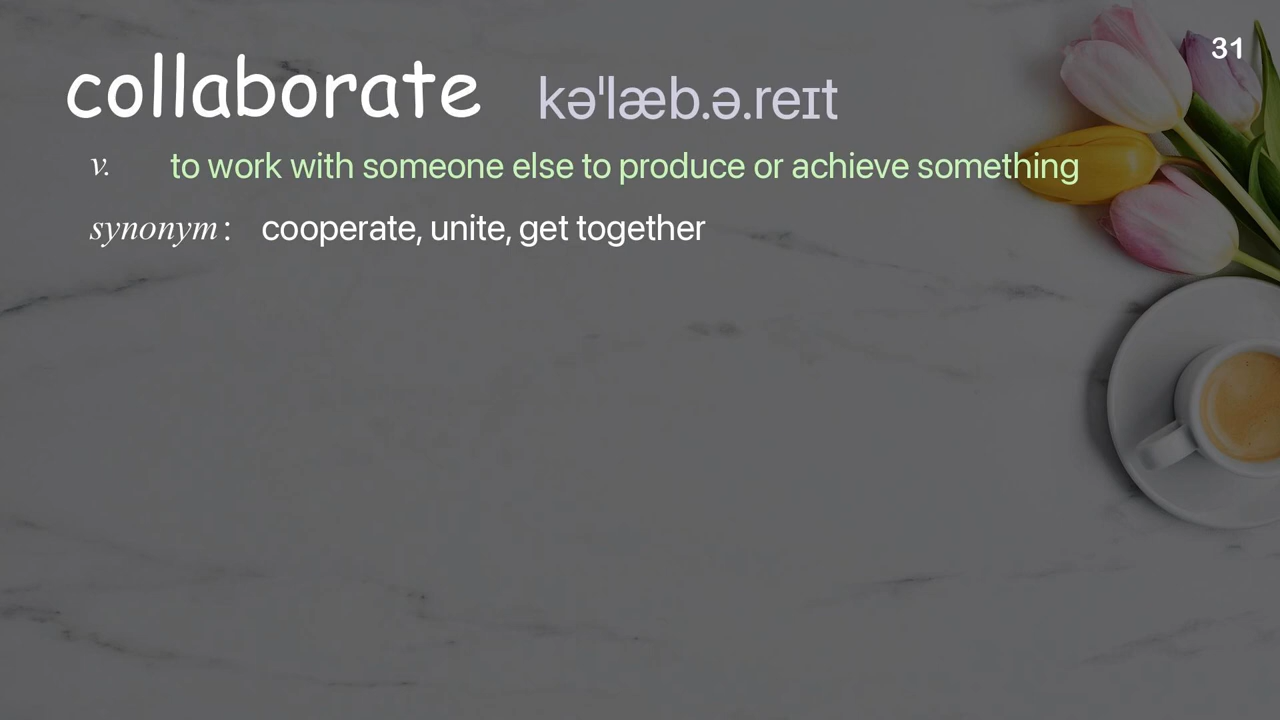 31
collaborate kə'læb.ə.reɪt
v. to work with someone else to produce or achieve something
synonym: cooperate, unite, get together